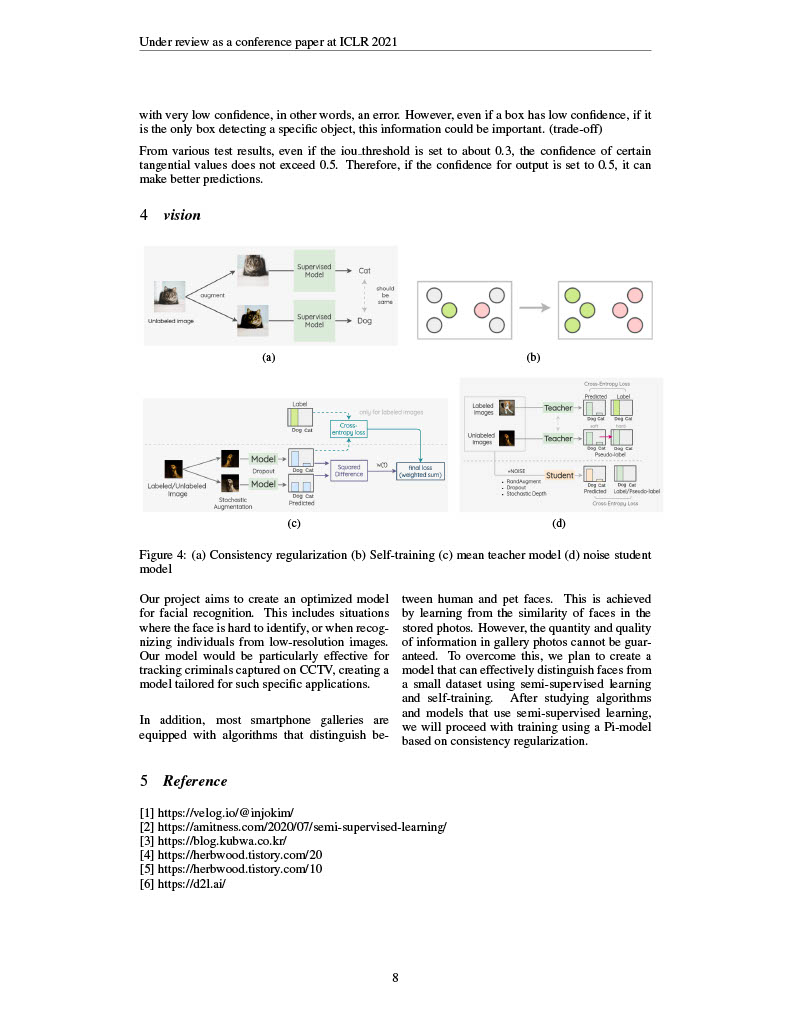 Under review as a conference paper at ICLR 2021
with very low confidence, in other words, an error. However, even if a box has low confidence, if it
is the only box detecting a specific object, this information could be important. (trade-off)
From various test results, even if the iou_threshold is set to about 0.3, the confidence of certain
tangential values does not exceed 0.5. Therefore, if the confidence for output is set to 0.5, it can
make better predictions.
4 vision
Unlabeled image
augment
Supervised
Model
Cat
should
be
same
Supervised
Model
Dog
(a)
(b)
Label
Dog Cat
only for labeled images
Cross-
entropy loss
Labeled/Unlabeled
Image
Stochastic
Augmentation
Model
Dropout
Model
Dog Cat
Dog Cat
Predicted
Squared
Difference
w(t)
final loss
(weighted sum)
(c)
Cross-Entropy Loss
Predicted
Label
Labeled
Images
Teacher
Dog Cat
Dog Cat
soft
hard
Unlabeled
Images
Teacher
Dog Cat
Dog Cat
Pseudo-label
+NOISE
• RandAugment
• Dropout
• Stochastic Depth
Student
Dog Cat
Dog Cat
Predicted
Label/Pseudo-label
Cross-Entropy Loss
(d)
Figure 4: (a) Consistency regularization (b) Self-training (c) mean teacher model (d) noise student
model
Our project aims to create an optimized model
for facial recognition. This includes situations
where the face is hard to identify, or when recog-
nizing individuals from low-resolution images.
Our model would be particularly effective for
tracking criminals captured on CCTV, creating a
model tailored for such specific applications.
In addition, most smartphone galleries are
equipped with algorithms that distinguish be-
tween human and pet faces. This is achieved
by learning from the similarity of faces in the
stored photos. However, the quantity and quality
of information in gallery photos cannot be guar-
anteed. To overcome this, we plan to create a
model that can effectively distinguish faces from
a small dataset using semi-supervised learning
and self-training. After studying algorithms
and models that use semi-supervised learning,
we will proceed with training using a Pi-model
based on consistency regularization.
5 Reference
[1] https://velog.io/@injokim/
[2] https://amitness.com/2020/07/semi-supervised-learning/
[3] https://blog.kubwa.co.kr/
[4] https://herbwood.tistory.com/20
[5] https://herbwood.tistory.com/10
[6] https://d2l.ai/
8